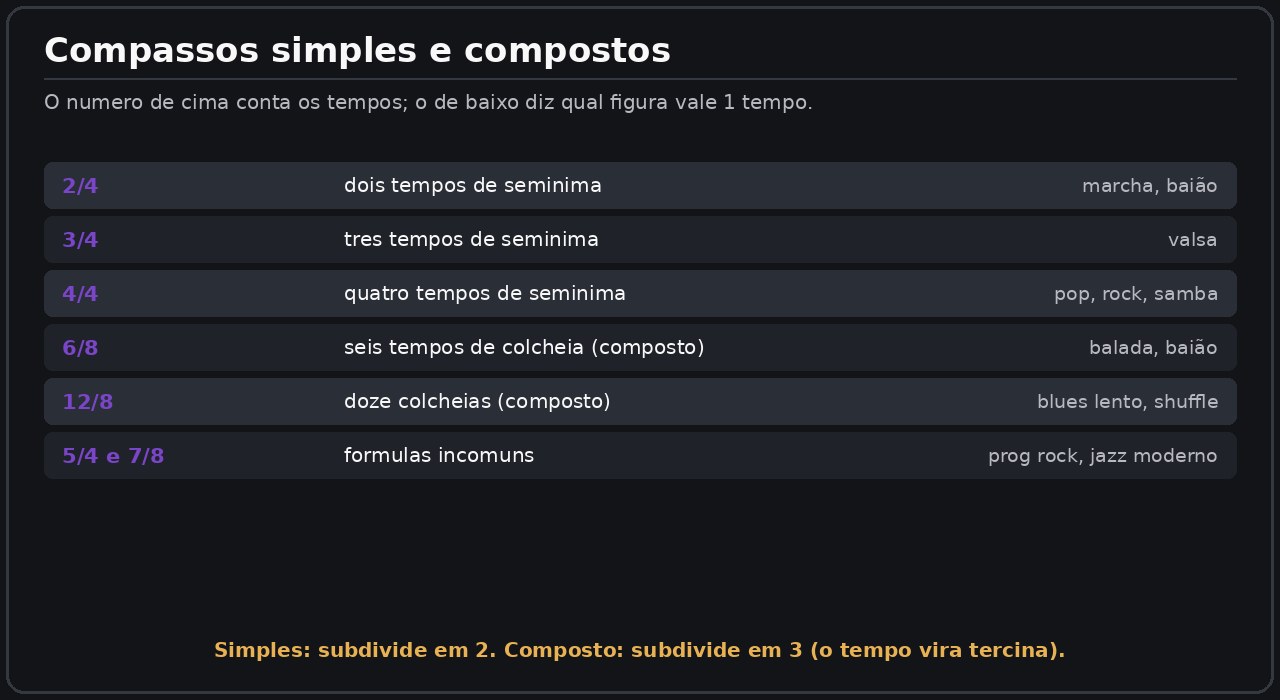 Compassos simples e compostos
O numero de cima conta os tempos; o de baixo diz qual figura vale 1 tempo.
2/4 dois tempos de seminima marcha, baião
3/4 tres tempos de seminima valsa
4/4 quatro tempos de seminima pop, rock, samba
6/8 seis tempos de colcheia (composto) balada, baião
12/8 doze colcheias (composto) blues lento, shuffle
5/4 e 7/8 formulas incomuns prog rock, jazz moderno
Simples: subdivide em 2. Composto: subdivide em 3 (o tempo vira tercina).